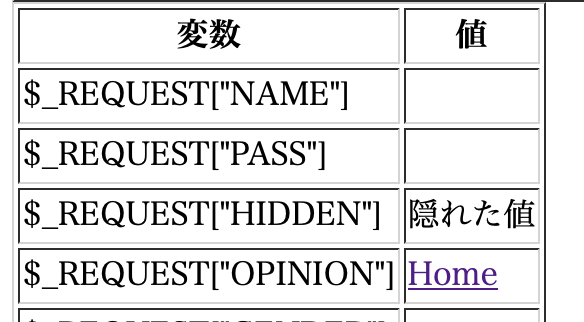 変数 値
$_REQUEST["NAME"]
$_REQUEST["PASS"]
$_REQUEST["HIDDEN"] 隠れた値
$_REQUEST["OPINION"] Home